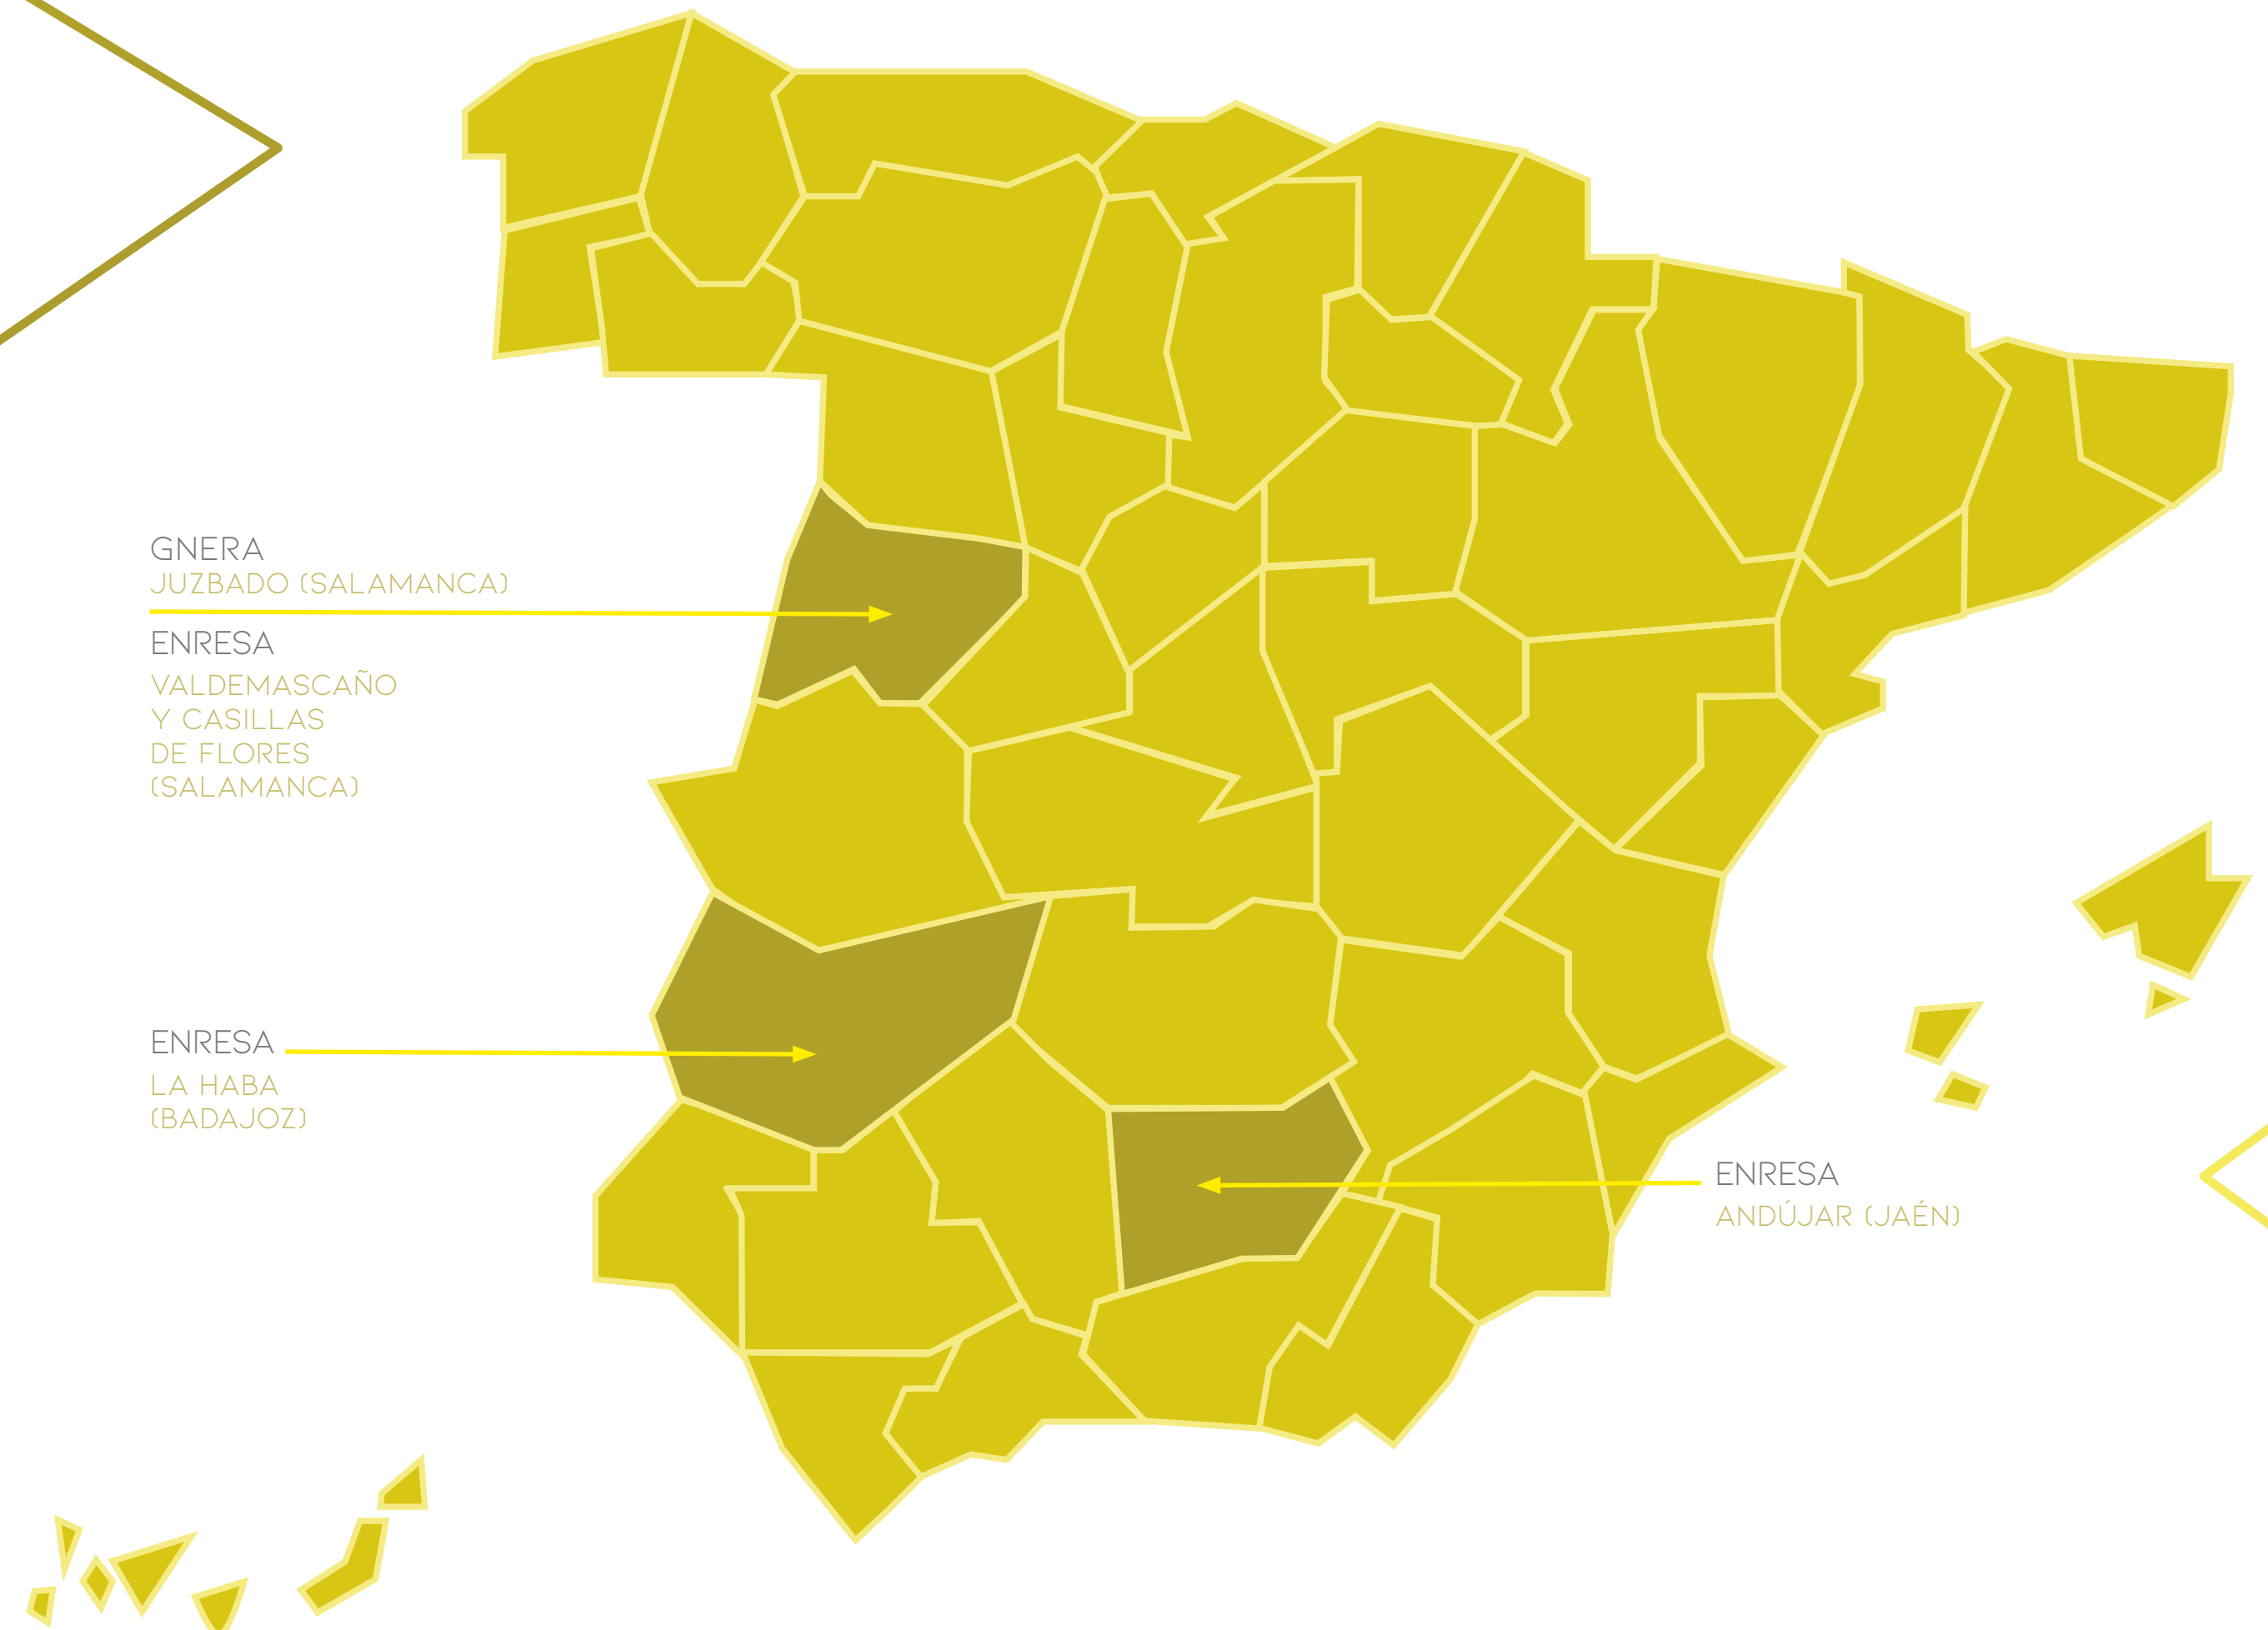 GNERA
JUZBADO (SALAMANCA)
ENRESA
VALDEMASCAÑO
Y CASILLAS
DE FLORES
(SALAMANCA)
ENRESA
LA HABA
(BADAJOZ)
ENRESA
ANDÚJAR (JAÉN)